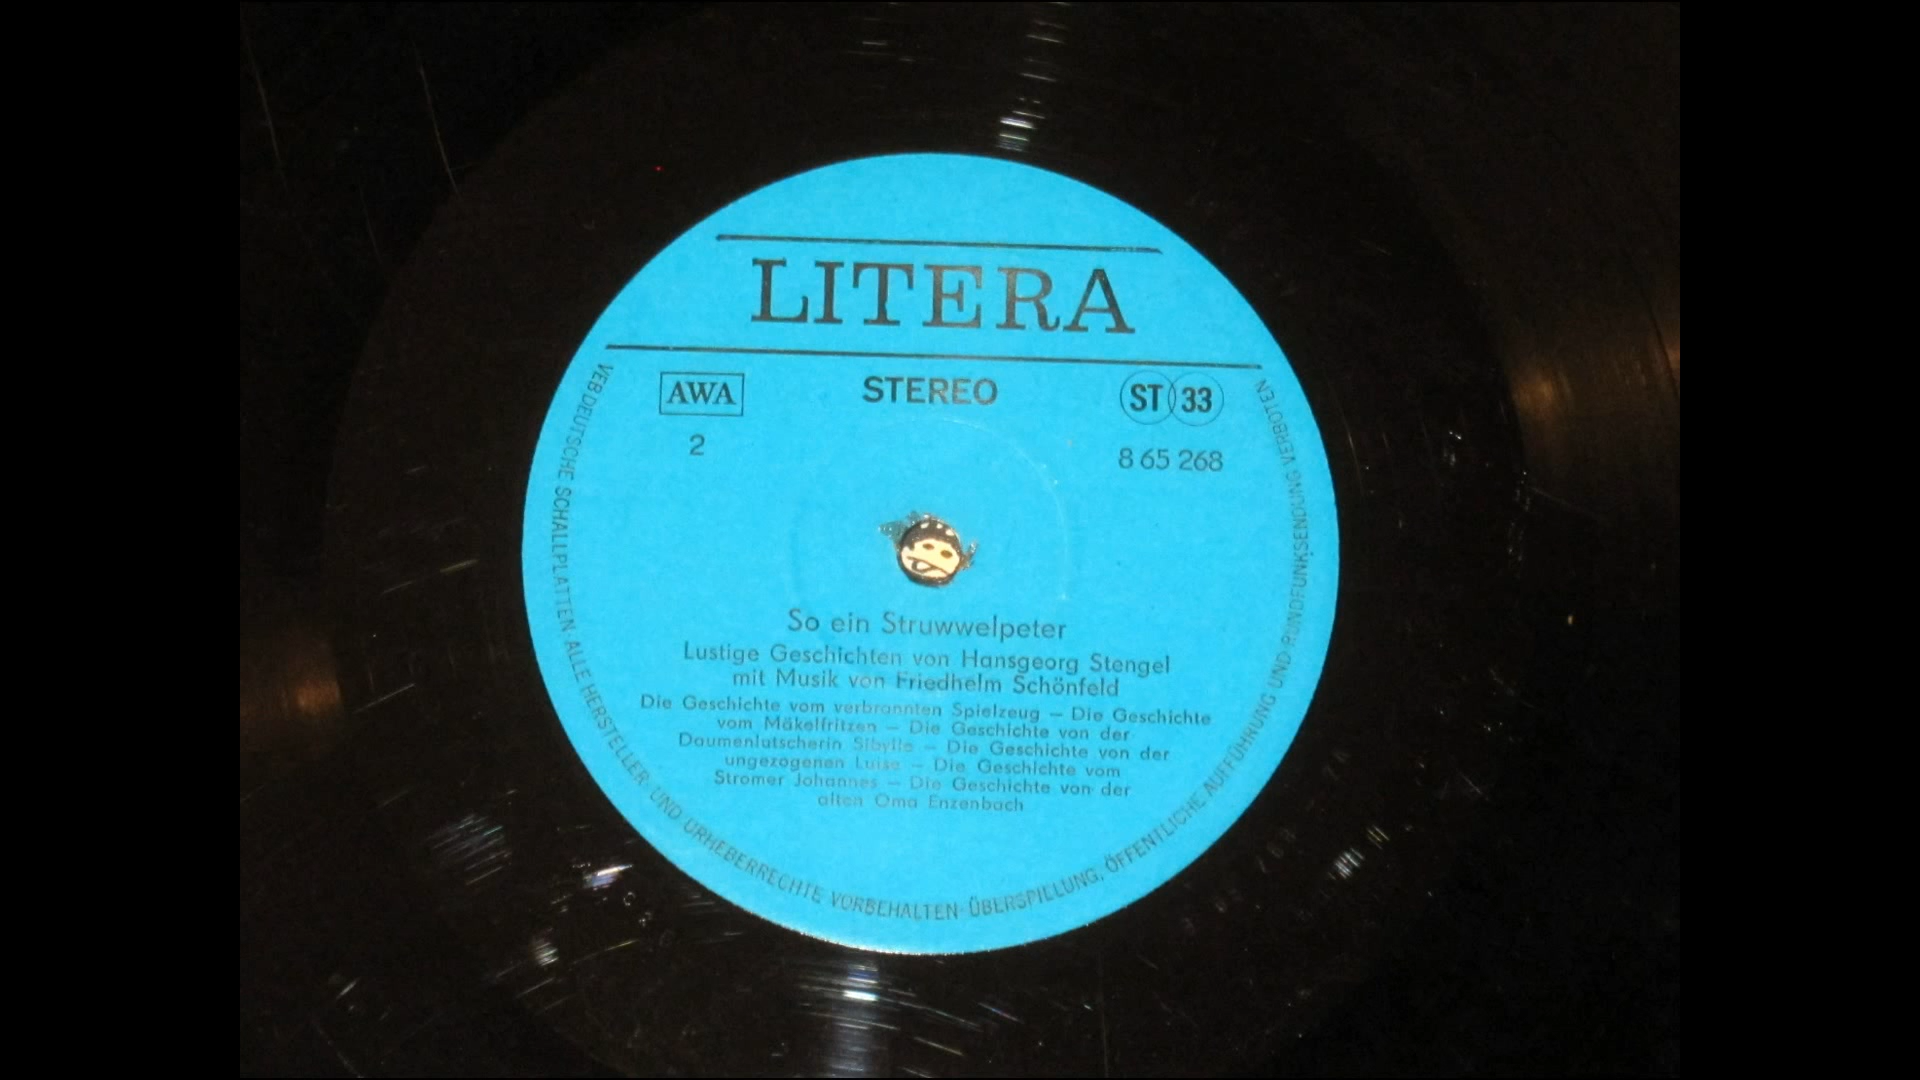 LITERA
AWA STEREO ST 33
2 8 65 268
So ein Struwwelpeter
Lustige Geschichten von Hansgeorg Stengel
mit Musik von Friedhelm Schönfeld
Die Geschichte vom verbrannten Spielzeug – Die Geschichte
vom Mäkelfritzen – Die Geschichte von der
Daumenlutscherin Sibylle – Die Geschichte von der
ungezogenen Luise – Die Geschichte vom
Stromer Johannes – Die Geschichte von der
alten Oma Enzenbach
VEB DEUTSCHE SCHALLPLATTEN · ALLE HERSTELLER- UND URHEBERRECHTE VORBEHALTEN · ÜBERSPIELUNG, ÖFFENTLICHE AUFFÜHRUNG UND RUNDFUNKSENDUNG VERBOTEN